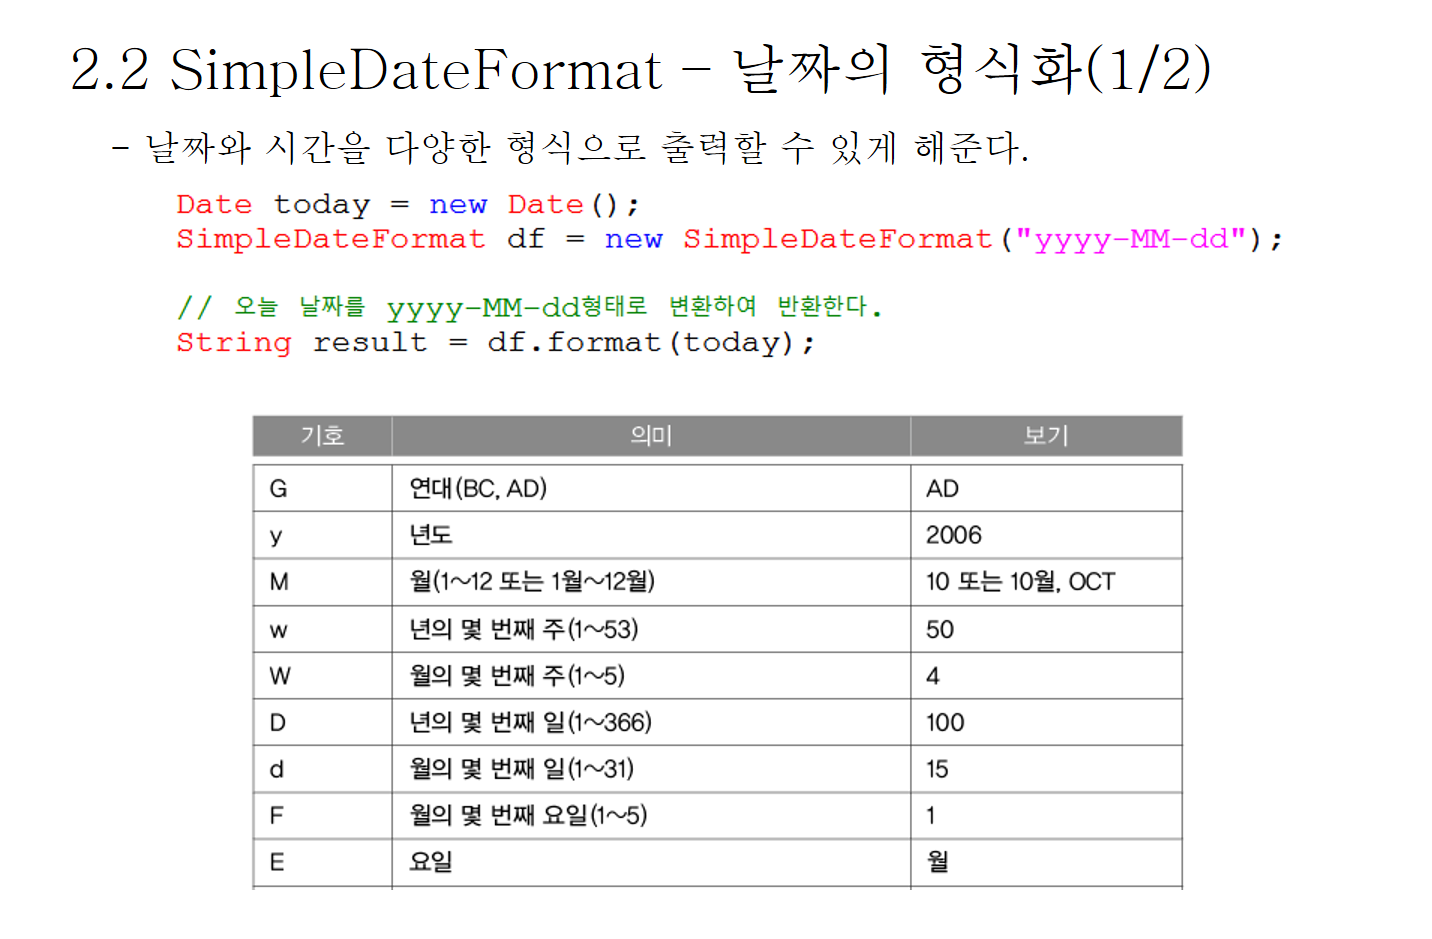 2.2 SimpleDateFormat – 날짜의 형식화(1/2)
- 날짜와 시간을 다양한 형식으로 출력할 수 있게 해준다.
Date today = new Date();
SimpleDateFormat df = new SimpleDateFormat("yyyy-MM-dd");
// 오늘 날짜를 yyyy-MM-dd형태로 변환하여 반환한다.
String result = df.format(today);
기호 의미 보기
G 연대(BC, AD) AD
y 년도 2006
M 월(1~12 또는 1월~12월) 10 또는 10월, OCT
w 년의 몇 번째 주(1~53) 50
W 월의 몇 번째 주(1~5) 4
D 년의 몇 번째 일(1~366) 100
d 월의 몇 번째 일(1~31) 15
F 월의 몇 번째 요일(1~5) 1
E 요일 월